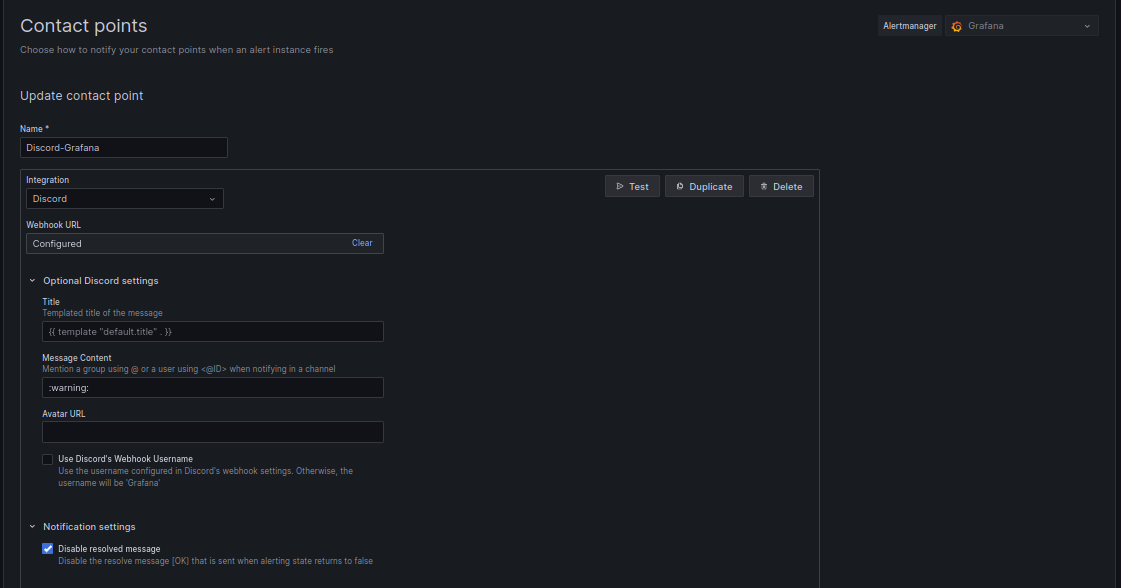 Contact points
Alertmanager
Grafana
Choose how to notify your contact points when an alert instance fires
Update contact point
Name *
Discord-Grafana
Integration
Discord
Test
Duplicate
Delete
Webhook URL
Configured
Clear
Optional Discord settings
Title
Templated title of the message
{{ template "default.title" . }}
Message Content
Mention a group using @ or a user using <@ID> when notifying in a channel
:warning:
Avatar URL
Use Discord's Webhook Username
Use the username configured in Discord's webhook settings. Otherwise, the
username will be 'Grafana'
Notification settings
Disable resolved message
Disable the resolve message [OK] that is sent when alerting state returns to false